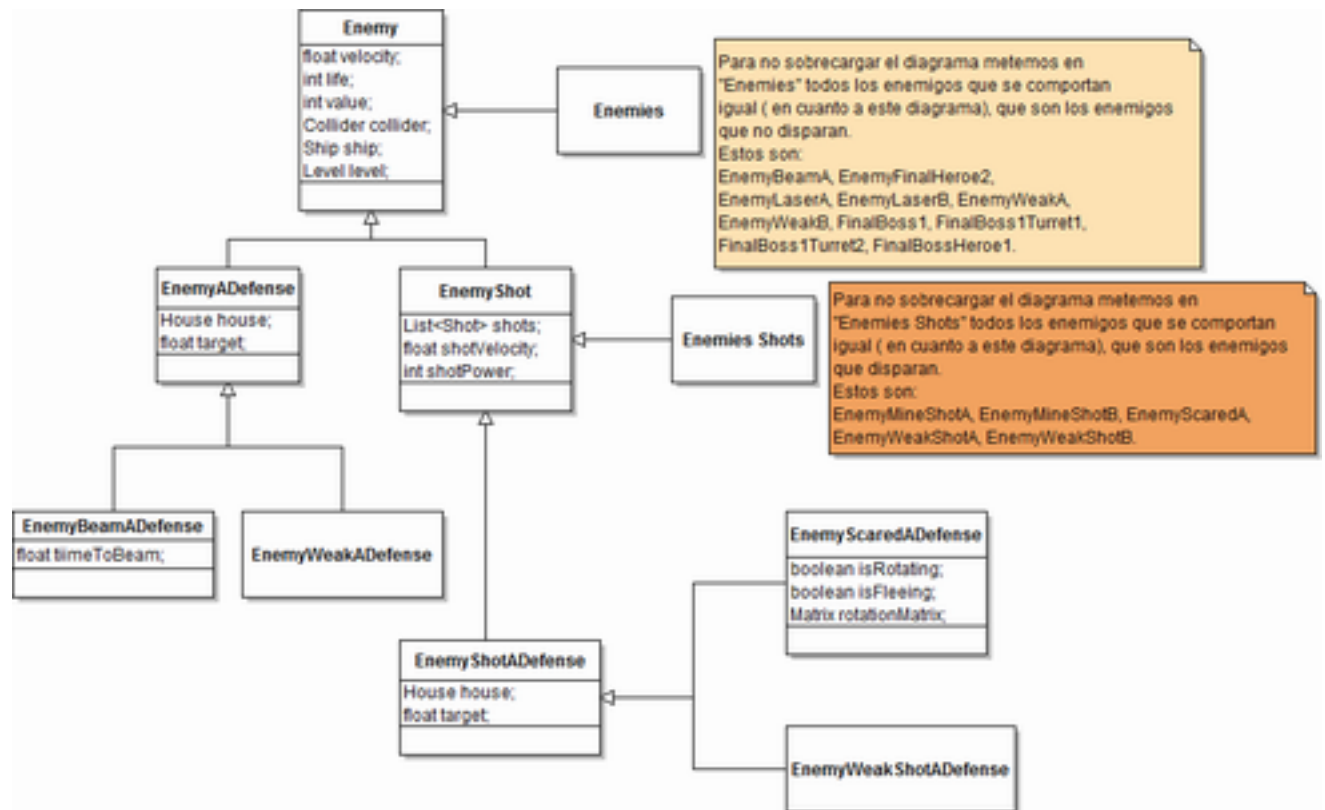 Enemy
float velocity;
int life;
int value;
Collider collider;
Ship ship;
Level level;
Enemies
Para no sobrecargar el diagrama metemos en
"Enemies" todos los enemigos que se comportan
igual ( en cuanto a este diagrama), que son los enemigos
que no disparan.
Estos son:
EnemyBeamA, EnemyFinalHeroe2,
EnemyLaserA, EnemyLaserB, EnemyWeakA,
EnemyWeakB, FinalBoss1, FinalBoss1Turret1,
FinalBoss1Turret2, FinalBossHeroe1.
EnemyADefense
House house;
float target;
EnemyShot
List<Shot> shots;
float shotVelocity;
int shotPower;
Enemies Shots
Para no sobrecargar el diagrama metemos en
"Enemies Shots" todos los enemigos que se comportan
igual ( en cuanto a este diagrama), que son los enemigos
que disparan.
Estos son:
EnemyMineShotA, EnemyMineShotB, EnemyScaredA,
EnemyWeakShotA, EnemyWeakShotB.
EnemyBeamADefense
float tiimeToBeam;
EnemyWeakADefense
EnemyScaredADefense
boolean isRotating;
boolean isFleeing;
Matrix rotationMatrix;
EnemyShotADefense
House house;
float target;
EnemyWeakShotADefense